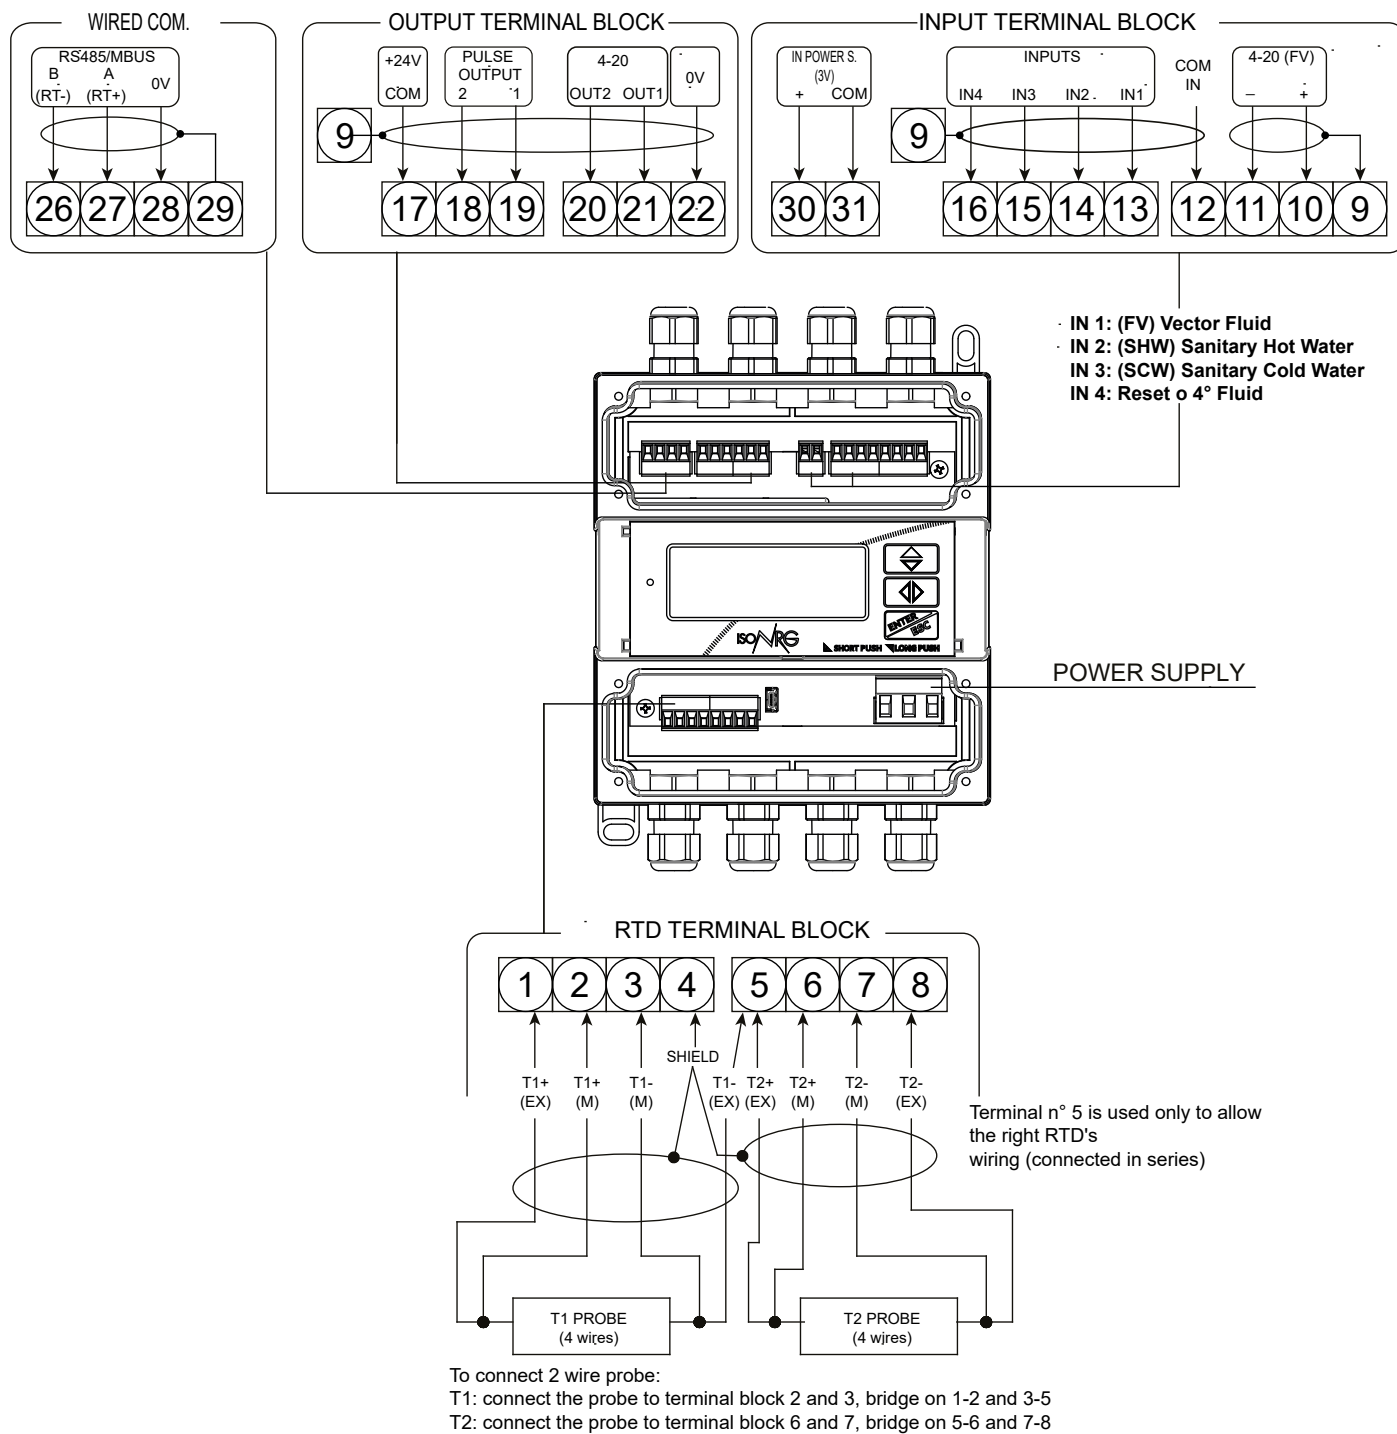 WIRED COM.
RS485/MBUS
B A 0V
(RT-) (RT+)
26 27 28 29
OUTPUT TERMINAL BLOCK
+24V
COM
PULSE
OUTPUT
2 1
4-20
OUT2 OUT1
0V
9
17 18 19 20 21 22
INPUT TERMINAL BLOCK
IN POWER S.
(3V)
+ COM
INPUTS
IN4 IN3 IN2 IN1
COM
IN
4-20 (FV)
– +
9
30 31 16 15 14 13 12 11 10 9
IN 1: (FV) Vector Fluid
IN 2: (SHW) Sanitary Hot Water
IN 3: (SCW) Sanitary Cold Water
IN 4: Reset o 4° Fluid
ENTER
ESC
ISONRG
SHORT PUSH LONG PUSH
POWER SUPPLY
RTD TERMINAL BLOCK
1 2 3 4 5 6 7 8
SHIELD
T1+ T1+ T1- T1- T2+ T2+ T2- T2-
(EX) (M) (M) (EX) (EX) (M) (M) (EX)
Terminal n° 5 is used only to allow
the right RTD's
wiring (connected in series)
T1 PROBE
(4 wires)
T2 PROBE
(4 wires)
To connect 2 wire probe:
T1: connect the probe to terminal block 2 and 3, bridge on 1-2 and 3-5
T2: connect the probe to terminal block 6 and 7, bridge on 5-6 and 7-8